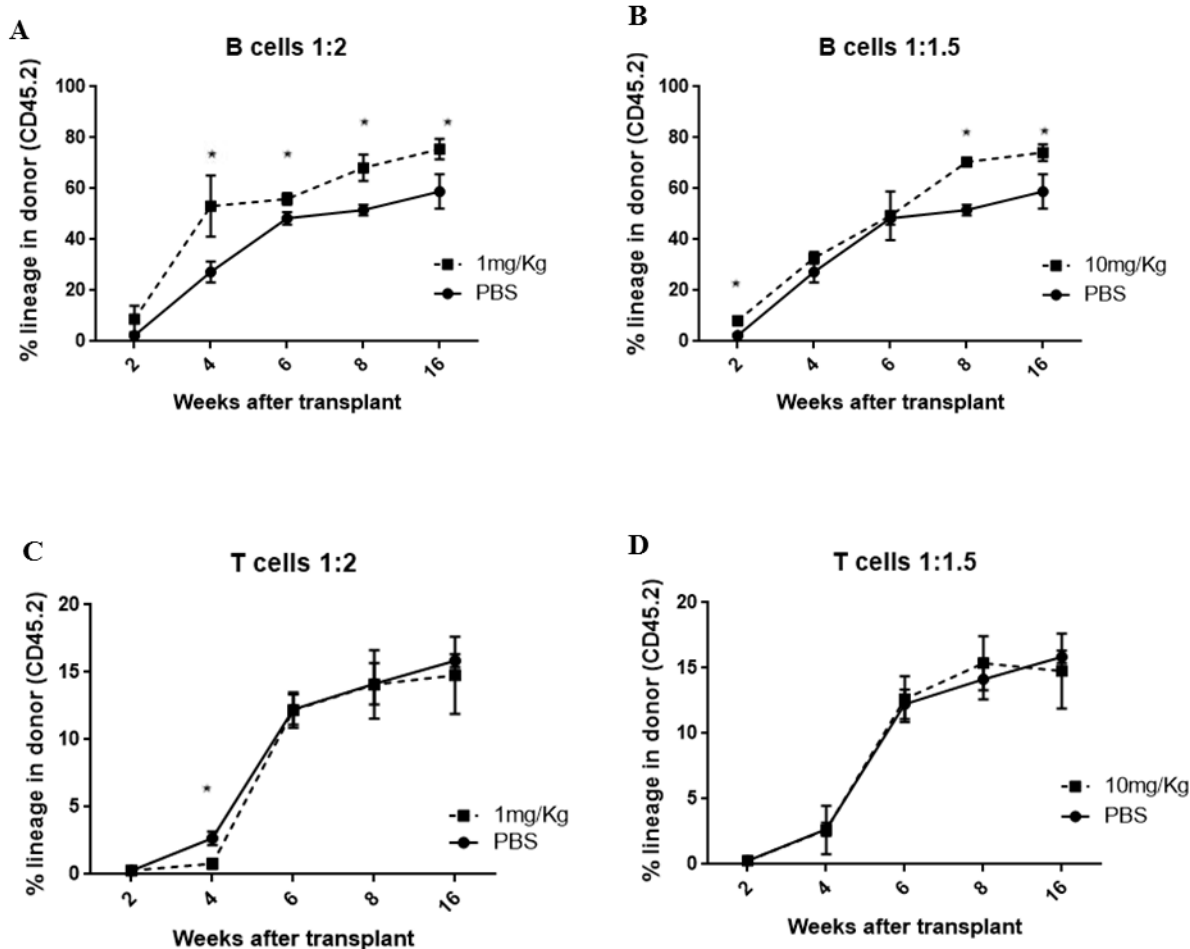 A
B cells 1:2
% lineage in donor (CD45.2)
100
80
60
40
20
0
2
4
6
8
16
Weeks after transplant
1mg/Kg
PBS
B
B cells 1:1.5
% lineage in donor (CD45.2)
100
80
60
40
20
0
2
4
6
8
16
Weeks after transplant
10mg/Kg
PBS
C
T cells 1:2
% lineage in donor (CD45.2)
20
15
10
5
0
2
4
6
8
16
Weeks after transplant
1mg/Kg
PBS
D
T cells 1:1.5
% lineage in donor (CD45.2)
20
15
10
5
0
2
4
6
8
16
Weeks after transplant
10mg/Kg
PBS